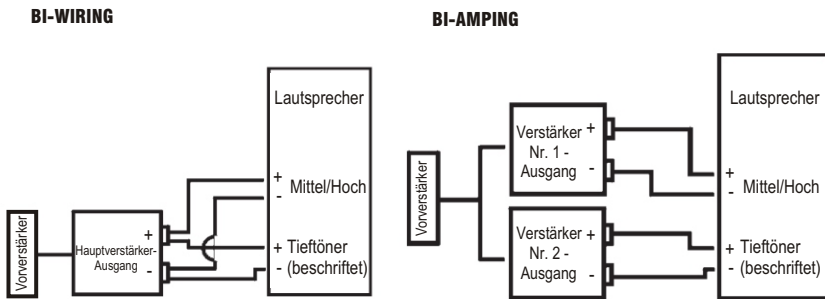 BI-WIRING
Vorverstärker
Hauptverstärker-
Ausgang
+
-
Lautsprecher
+
-
Mittel/Hoch
+ Tieftöner
- (beschriftet)
BI-AMPING
Vorverstärker
Verstärker +
Nr. 1 -
Ausgang -
Verstärker +
Nr. 2 -
Ausgang -
Lautsprecher
+
-
Mittel/Hoch
+ Tieftöner
- (beschriftet)